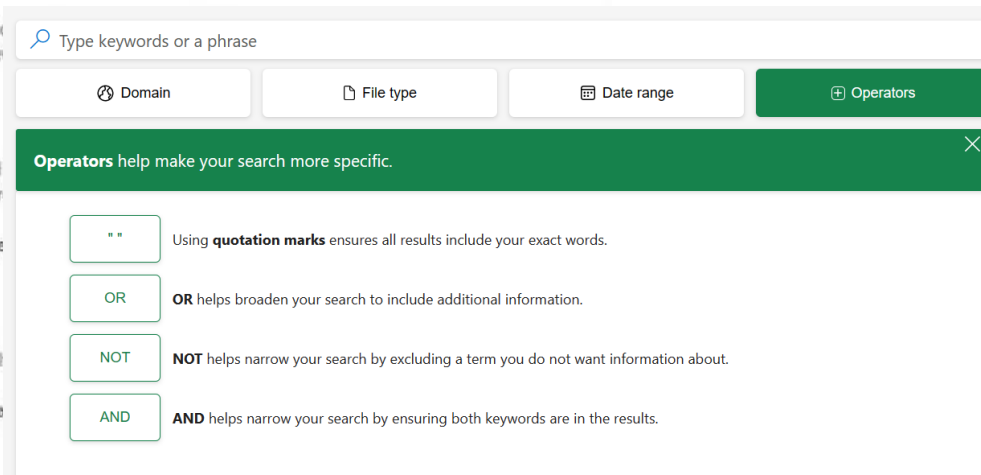 Type keywords or a phrase
Domain
File type
Date range
Operators
Operators help make your search more specific.
" "
Using quotation marks ensures all results include your exact words.
OR
OR helps broaden your search to include additional information.
NOT
NOT helps narrow your search by excluding a term you do not want information about.
AND
AND helps narrow your search by ensuring both keywords are in the results.